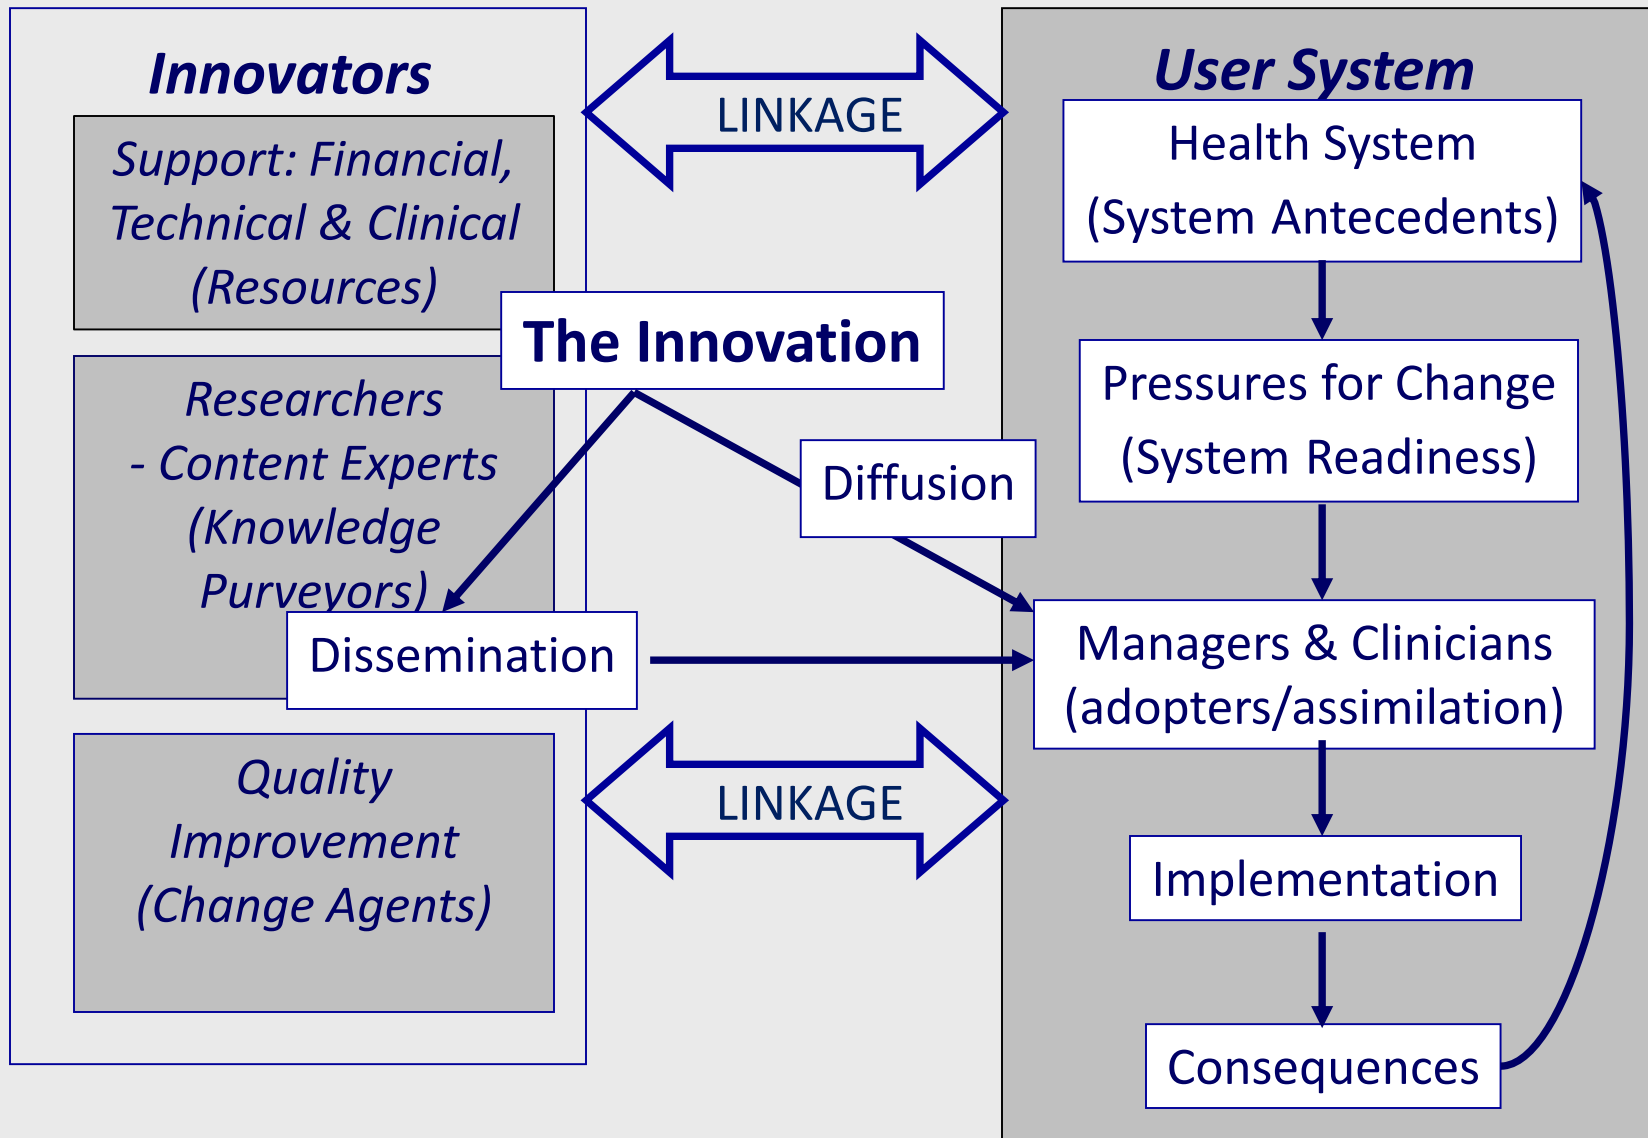 Innovators
Support: Financial,
Technical & Clinical
(Resources)
Researchers
- Content Experts
(Knowledge
Purveyors)
Quality
Improvement
(Change Agents)
LINKAGE
The Innovation
Diffusion
Dissemination
LINKAGE
User System
Health System
(System Antecedents)
Pressures for Change
(System Readiness)
Managers & Clinicians
(adopters/assimilation)
Implementation
Consequences